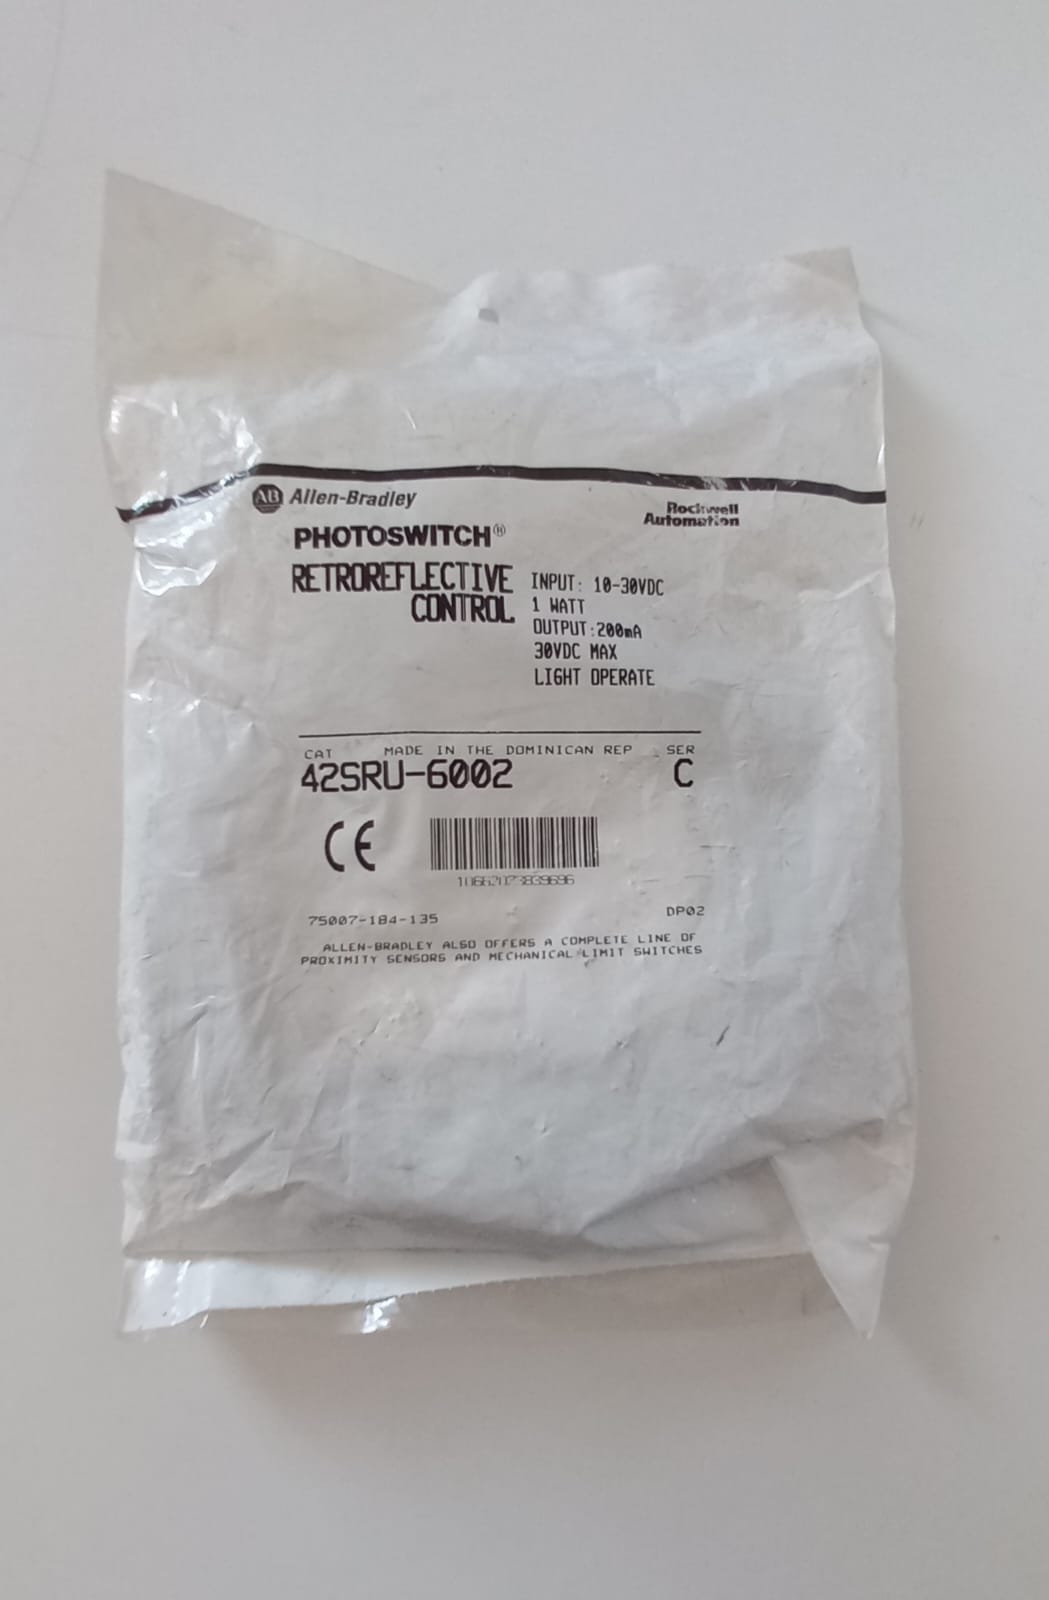 AB Allen-Bradley
Rockwell
Automation
PHOTOSWITCH®
RETROREFLECTIVE
CONTROL
INPUT: 10-30VDC
1 WATT
OUTPUT:200mA
30VDC MAX
LIGHT OPERATE
CAT MADE IN THE DOMINICAN REP SER
42SRU-6002 C
CE
10662073839696
75007-184-135 DP02
ALLEN-BRADLEY ALSO OFFERS A COMPLETE LINE OF
PROXIMITY SENSORS AND MECHANICAL LIMIT SWITCHES